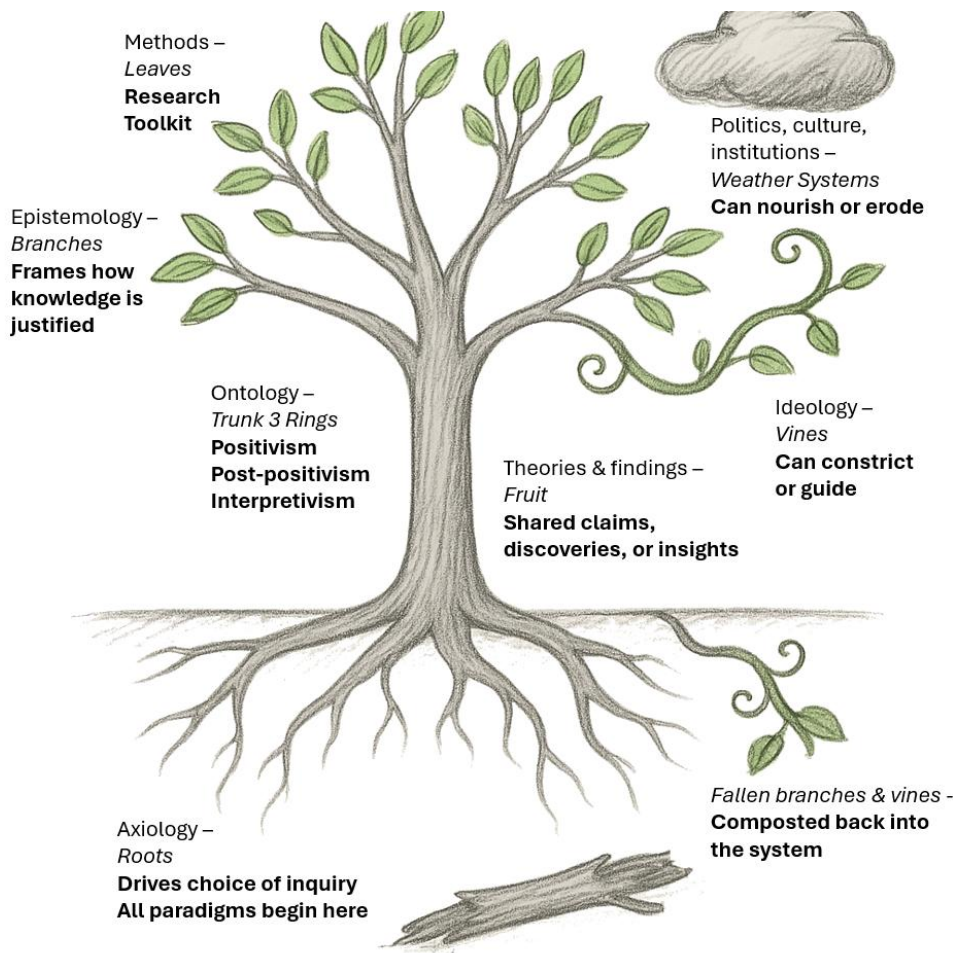 Methods –
Leaves
Research
Toolkit
Politics, culture,
institutions –
Weather Systems
Can nourish or erode
Epistemology –
Branches
Frames how
knowledge is
justified
Ontology –
Trunk 3 Rings
Positivism
Post-positivism
Interpretivism
Ideology –
Vines
Can constrict
or guide
Theories & findings –
Fruit
Shared claims,
discoveries, or insights
Fallen branches & vines -
Composted back into
the system
Axiology –
Roots
Drives choice of inquiry
All paradigms begin here